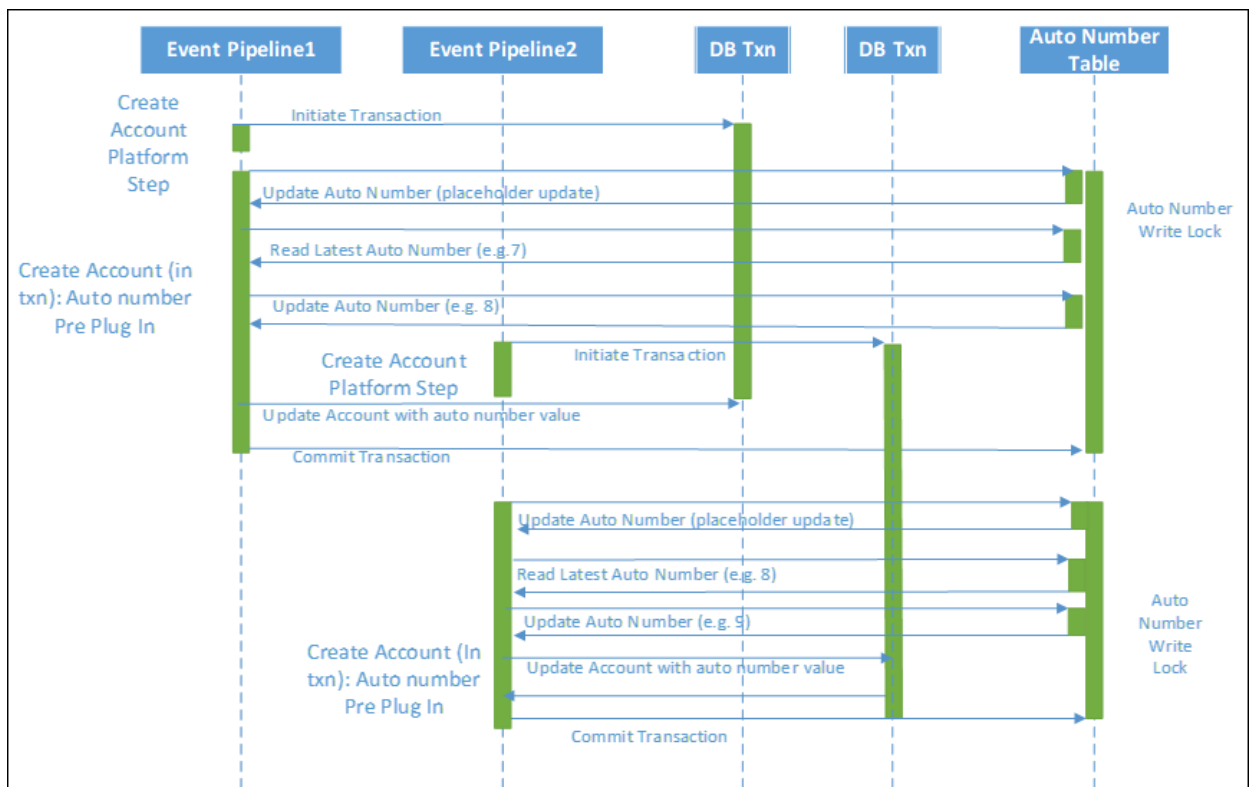 Event Pipeline1
Event Pipeline2
DB Txn
DB Txn
Auto Number
Table
Create
Account
Platform
Step
Initiate Transaction
Update Auto Number (placeholder update)
Auto Number
Write Lock
Read Latest Auto Number (e.g.7)
Create Account (in
txn): Auto number
Pre Plug In
Update Auto Number (e.g. 8)
Initiate Transaction
Create Account
Platform Step
Update Account with auto number value
Commit Transaction
Update Auto Number (placeholder update)
Read Latest Auto Number (e.g. 8)
Auto
Number
Write
Lock
Update Auto Number (e.g. 9)
Create Account (In
txn): Auto number
Pre Plug In
Update Account with auto number value
Commit Transaction